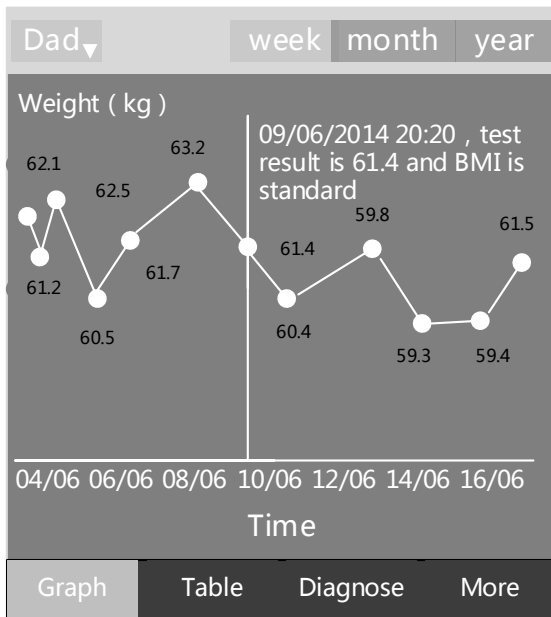 Dad
week month year
Weight ( kg )
09/06/2014 20:20 , test
result is 61.4 and BMI is
standard
63.2
62.1
62.5
59.8
61.5
61.4
61.7
61.2
60.5
60.4
59.3
59.4
04/06 06/06 08/06 10/06 12/06 14/06 16/06
Time
Graph Table Diagnose More